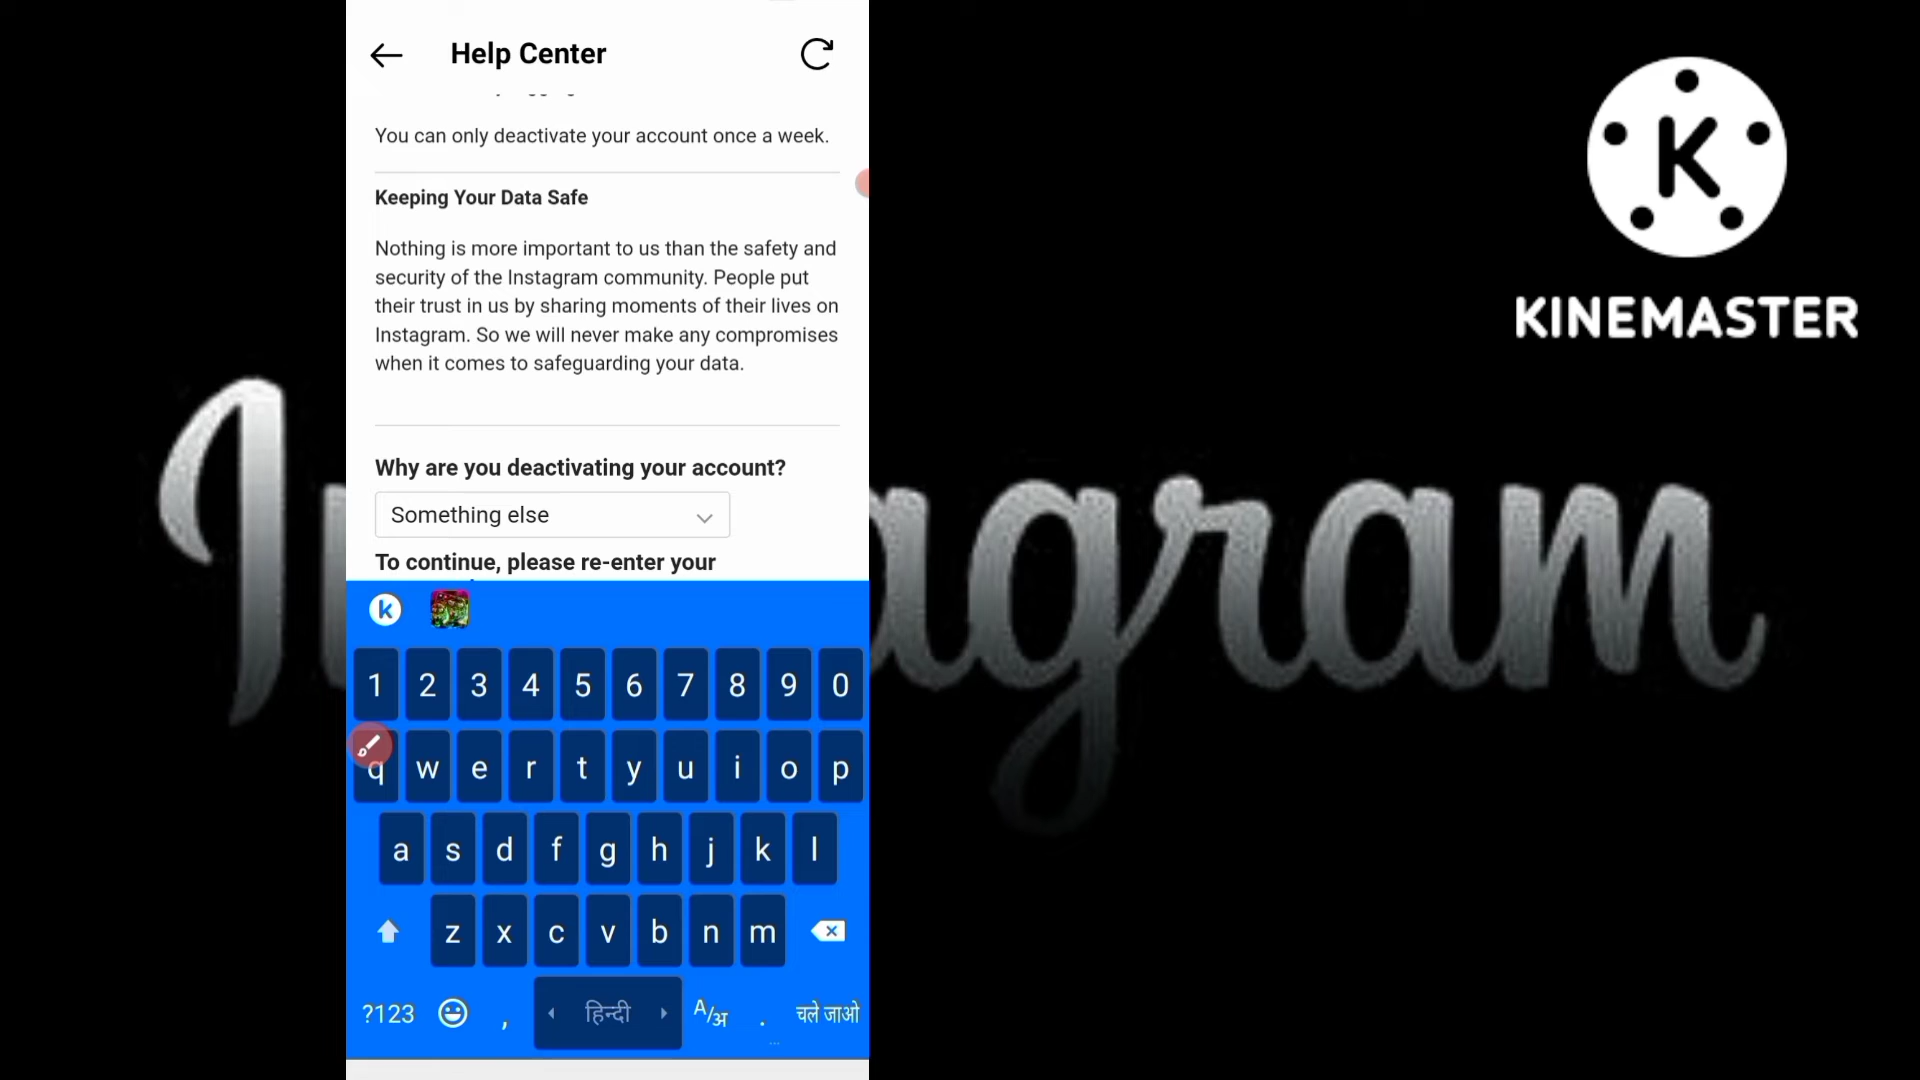 Help Center
You can only deactivate your account once a week.
Keeping Your Data Safe
Nothing is more important to us than the safety and
security of the Instagram community. People put
their trust in us by sharing moments of their lives on
Instagram. So we will never make any compromises
when it comes to safeguarding your data.
Why are you deactivating your account?
Something else
To continue, please re-enter your
k
1 2 3 4 5 6 7 8 9 0
q w e r t y u i o p
a s d f g h j k l
z x c v b n m
?123 , हिन्दी A/अ . चले जाओ
K
KINEMASTER
I agram